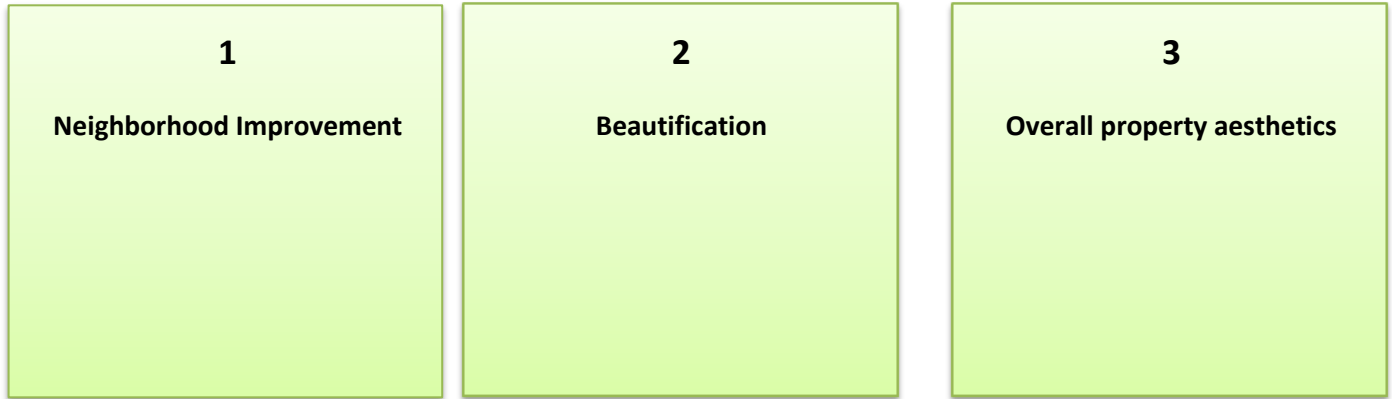 1
Neighborhood Improvement
2
Beautification
3
Overall property aesthetics